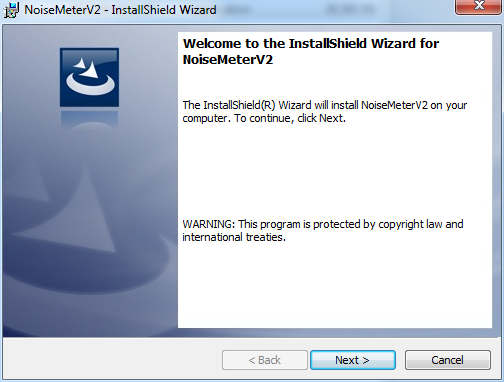 NoiseMeterV2 - InstallShield Wizard
Welcome to the InstallShield Wizard for
NoiseMeterV2
The InstallShield(R) Wizard will install NoiseMeterV2 on your
computer. To continue, click Next.
WARNING: This program is protected by copyright law and
international treaties.
< Back
Next >
Cancel